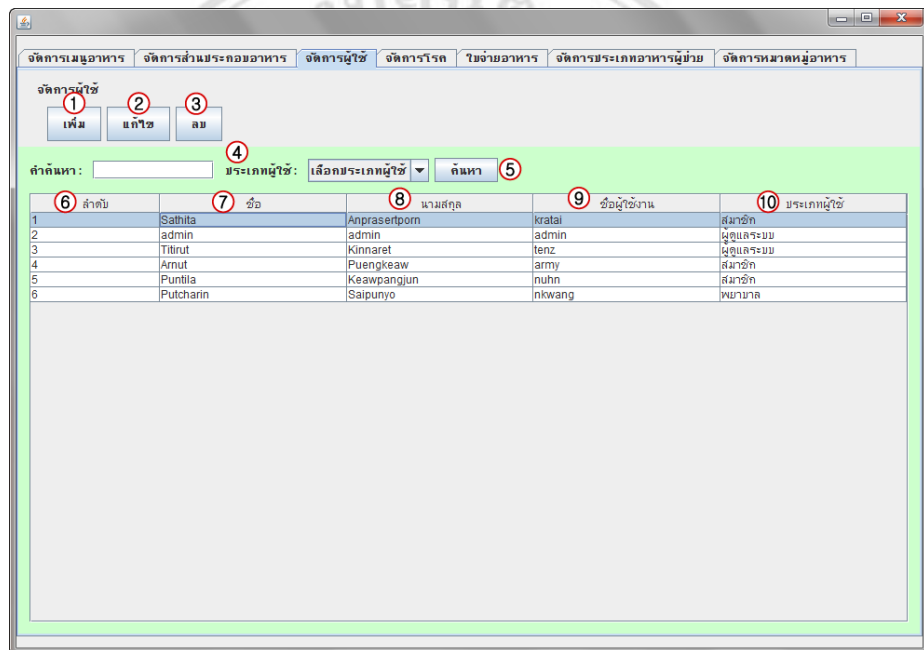 จัดการเมนูอาหาร จัดการส่วนประกอบอาหาร จัดการผู้ใช้ จัดการโรค ใบจ่ายอาหาร จัดการประเภทอาหารผู้ป่วย จัดการหมวดหมู่อาหาร
จัดการผู้ใช้
1 2 3
เพิ่ม แก้ไข ลบ
4
คำค้นหา: ประเภทผู้ใช้: เลือกประเภทผู้ใช้ ค้นหา 5
6 ลำดับ 7 ชื่อ 8 นามสกุล 9 ชื่อผู้ใช้งาน 10 ประเภทผู้ใช้
1 Sathita Anprasertporn kratai สมาชิก
2 admin admin admin ผู้ดูแลระบบ
3 Titirut Kinnaret tenz ผู้ดูแลระบบ
4 Arnut Puengkeaw army สมาชิก
5 Puntila Keawpangjun nuhn สมาชิก
6 Putcharin Saipunyo nkwang พยาบาล